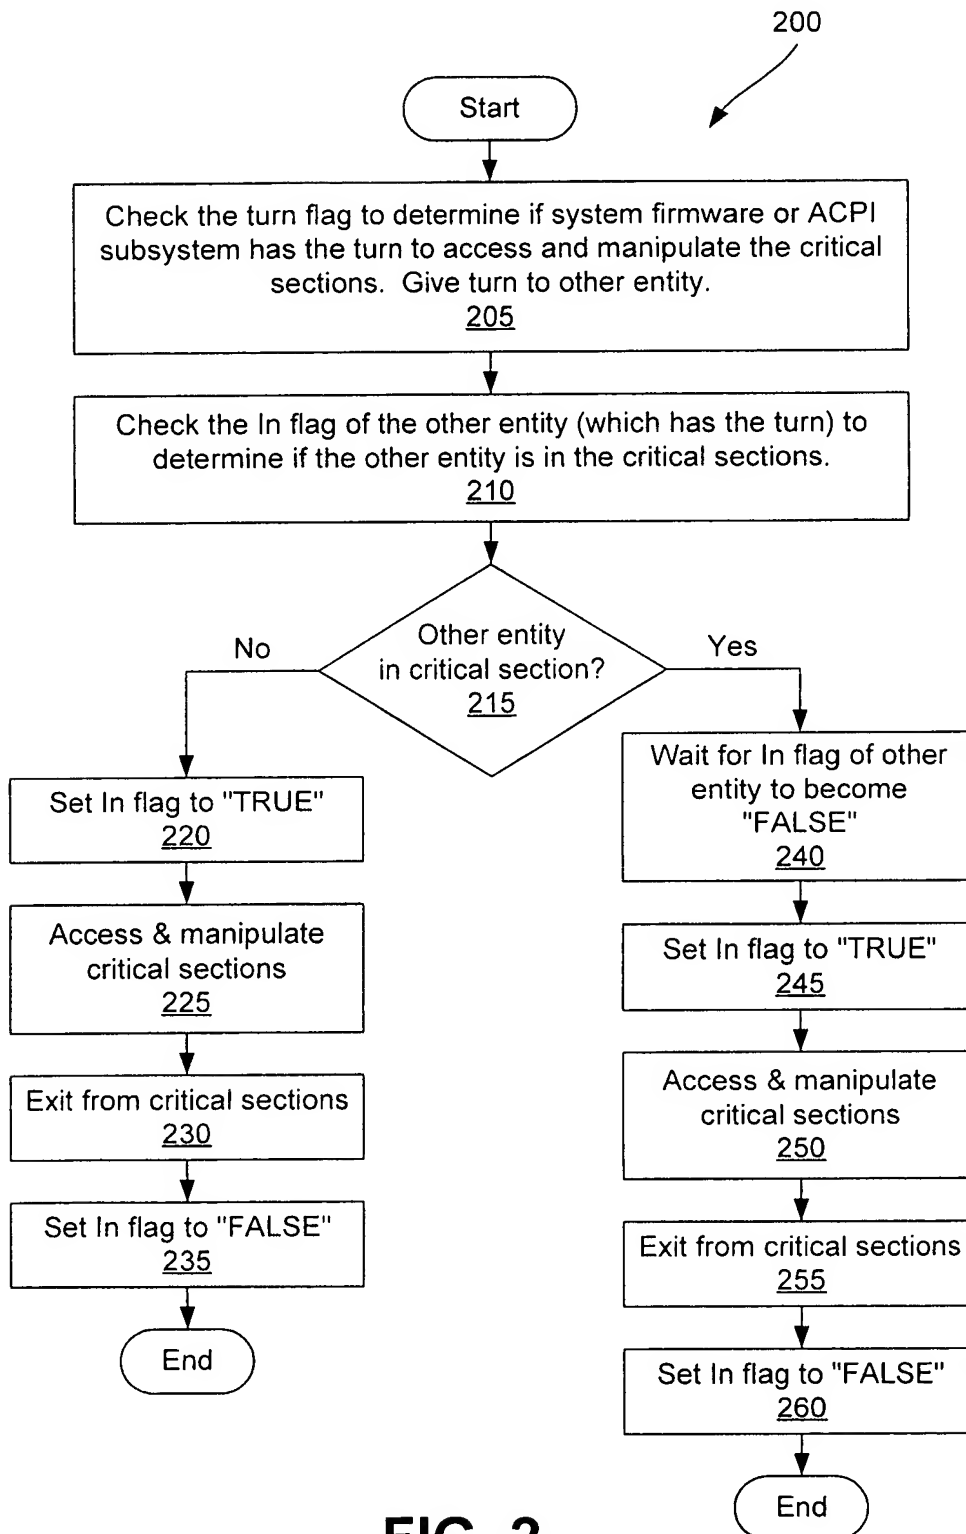 200
Start
Check the turn flag to determine if system firmware or ACPI
subsystem has the turn to access and manipulate the critical
sections. Give turn to other entity.
205
Check the In flag of the other entity (which has the turn) to
determine if the other entity is in the critical sections.
210
Other entity
in critical section?
215
No
Yes
Set In flag to "TRUE"
220
Access & manipulate
critical sections
225
Exit from critical sections
230
Set In flag to "FALSE"
235
End
Wait for In flag of other
entity to become
"FALSE"
240
Set In flag to "TRUE"
245
Access & manipulate
critical sections
250
Exit from critical sections
255
Set In flag to "FALSE"
260
End
FIG. 2